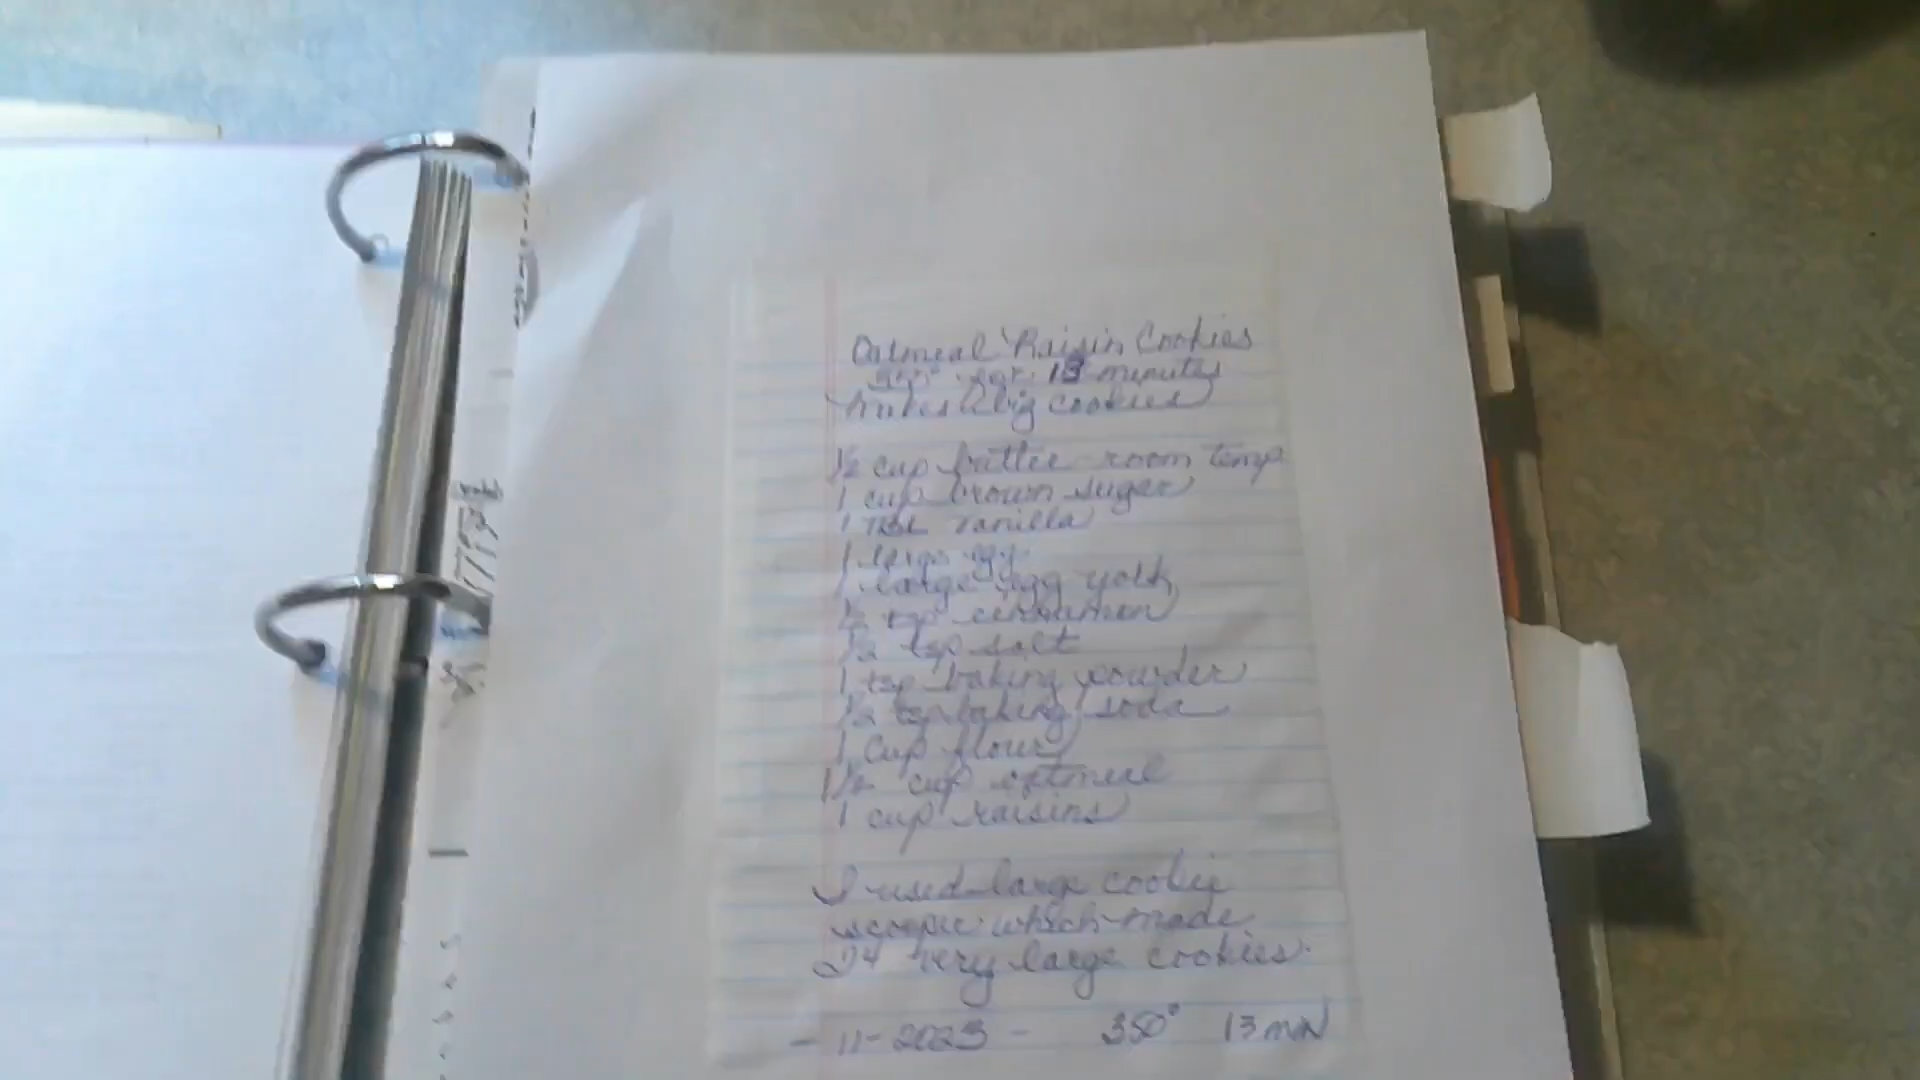 Oatmeal Raisin Cookies
350° for 13 minutes
Makes big cookies
1/2 cup butter room temp
1 cup brown sugar
1 TBL vanilla
1 large egg
1 large egg yolk
1/2 tsp cinnamon
1/2 tsp salt
1 tsp baking powder
1/2 tsp baking soda
1 cup flour
1 1/2 cup oatmeal
1 cup raisins
I used large cookie
scoope which made
24 very large cookies.
- 11-2023 - 350° 13 min